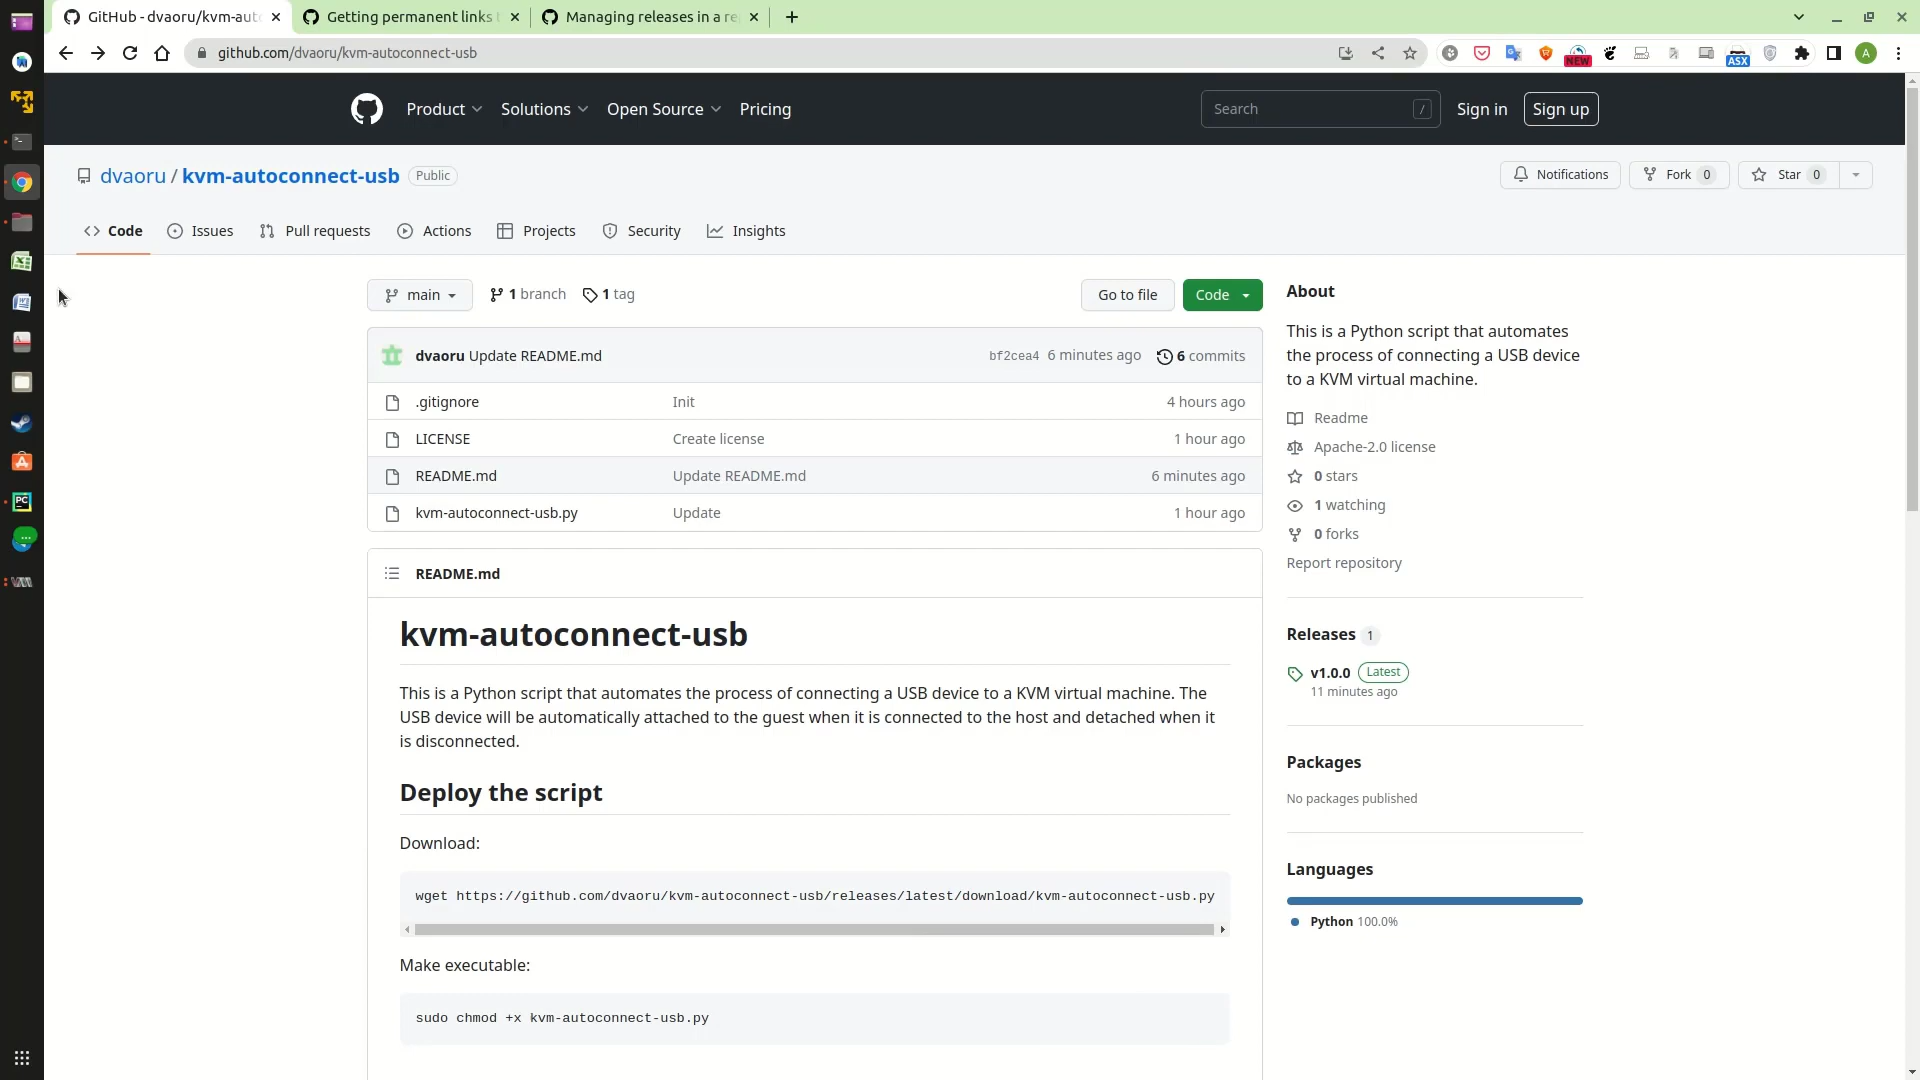 GitHub - dvaoru/kvm-auto
Getting permanent links
Managing releases in a re
github.com/dvaoru/kvm-autoconnect-usb
NEW
ASX
A
Product
Solutions
Open Source
Pricing
Search
/
Sign in
Sign up
dvaoru / kvm-autoconnect-usb
Public
Notifications
Fork 0
Star 0
Code
Issues
Pull requests
Actions
Projects
Security
Insights
main
1 branch
1 tag
Go to file
Code
dvaoru Update README.md
bf2cea4 6 minutes ago
6 commits
.gitignore
Init
4 hours ago
LICENSE
Create license
1 hour ago
README.md
Update README.md
6 minutes ago
kvm-autoconnect-usb.py
Update
1 hour ago
README.md
kvm-autoconnect-usb
This is a Python script that automates the process of connecting a USB device to a KVM virtual machine. The
USB device will be automatically attached to the guest when it is connected to the host and detached when it
is disconnected.
Deploy the script
Download:
wget https://github.com/dvaoru/kvm-autoconnect-usb/releases/latest/download/kvm-autoconnect-usb.py
Make executable:
sudo chmod +x kvm-autoconnect-usb.py
About
This is a Python script that automates
the process of connecting a USB device
to a KVM virtual machine.
Readme
Apache-2.0 license
0 stars
1 watching
0 forks
Report repository
Releases 1
v1.0.0 Latest
11 minutes ago
Packages
No packages published
Languages
Python 100.0%
PC